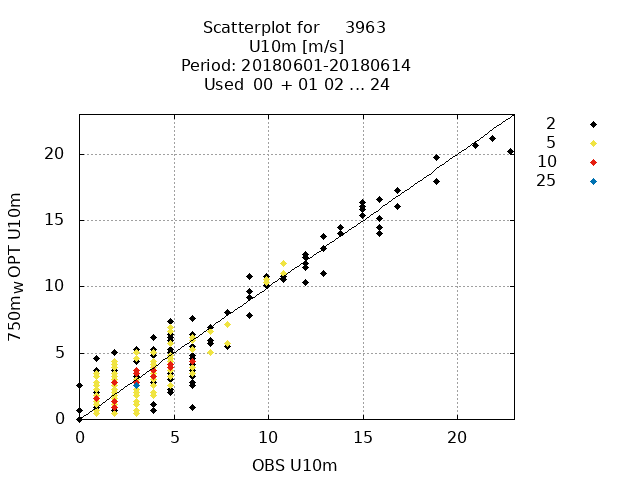 Scatterplot for 3963
U10m [m/s]
Period: 20180601-20180614
Used 00 + 01 02 ... 24
2
5
10
25
20
15
10
5
0
750mW OPT U10m
0 5 10 15 20
OBS U10m